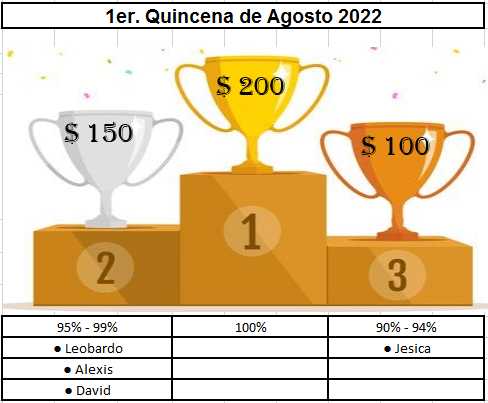 1er. Quincena de Agosto 2022
$ 200
$ 150
$ 100
1
2
3
95% - 99% 100% 90% - 94%
● Leobardo ● Jesica
● Alexis
● David